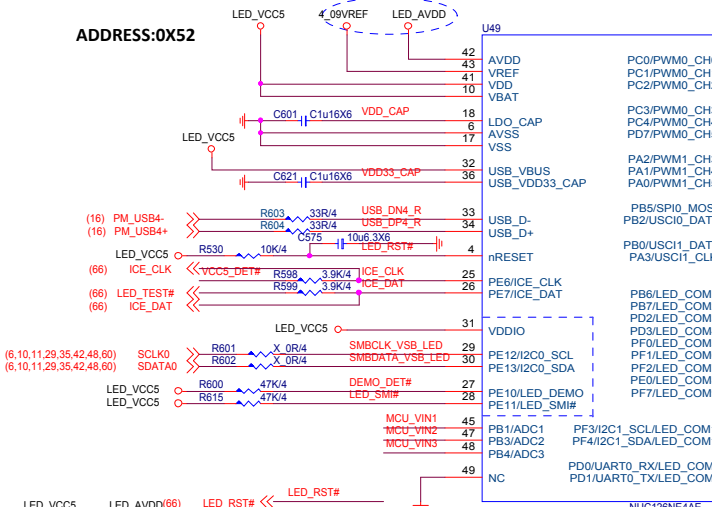 LED_VCC5 4_09VREF LED_AVDD
ADDRESS:0X52
U49
42 AVDD PC0/PWM0_CH
43 VREF PC1/PWM0_CH
41 VDD PC2/PWM0_CH
10 VBAT
C601 C1u16X6 VDD_CAP 18 LDO_CAP PC3/PWM0_CH
6 AVSS PC4/PWM0_CH
17 VSS PD7/PWM0_CH
LED_VCC5
PA2/PWM1_CH
32 USB_VBUS PA1/PWM1_CH
C621 C1u16X6 VDD33_CAP 36 USB_VDD33_CAP PA0/PWM1_CH
PB5/SPI0_MOS
(16) PM_USB4- R603 33R/4 USB_DN4_R 33 USB_D- PB2/USCI0_DAT
(16) PM_USB4+ R604 33R/4 USB_DP4_R 34 USB_D+
C575 10u6.3X6
LED_VCC5 R530 10K/4 LED_RST# 4 nRESET PB0/USCI1_DAT
PA3/USCI1_CLK
(66) ICE_CLK VCC5_DET# R598 3.9K/4 ICE_CLK 25 PE6/ICE_CLK
(66) LED_TEST# R599 3.9K/4 ICE_DAT 26 PE7/ICE_DAT PB6/LED_COM
(66) ICE_DAT PB7/LED_COM
PD2/LED_COM
LED_VCC5 31 VDDIO PD3/LED_COM
PF0/LED_COM
(6,10,11,29,35,42,48,60) SCLK0 R601 X_0R/4 SMBCLK_VSB_LED 29 PE12/I2C0_SCL PF1/LED_COM
(6,10,11,29,35,42,48,60) SDATA0 R602 X_0R/4 SMBDATA_VSB_LED 30 PE13/I2C0_SDA PF2/LED_COM
PE0/LED_COM
LED_VCC5 R600 47K/4 DEMO_DET# 27 PE10/LED_DEMO PF7/LED_COM
LED_VCC5 R615 47K/4 LED_SMI# 28 PE11/LED_SMI#
MCU_VIN1 45 PB1/ADC1 PF3/I2C1_SCL/LED_COM
MCU_VIN2 47 PB3/ADC2 PF4/I2C1_SDA/LED_COM
MCU_VIN3 48 PB4/ADC3
49 NC PD0/UART0_RX/LED_COM
PD1/UART0_TX/LED_COM
LED_VCC5 LED_AVDD (66) LED_RST# LED_RST#
NUC126NE4AE